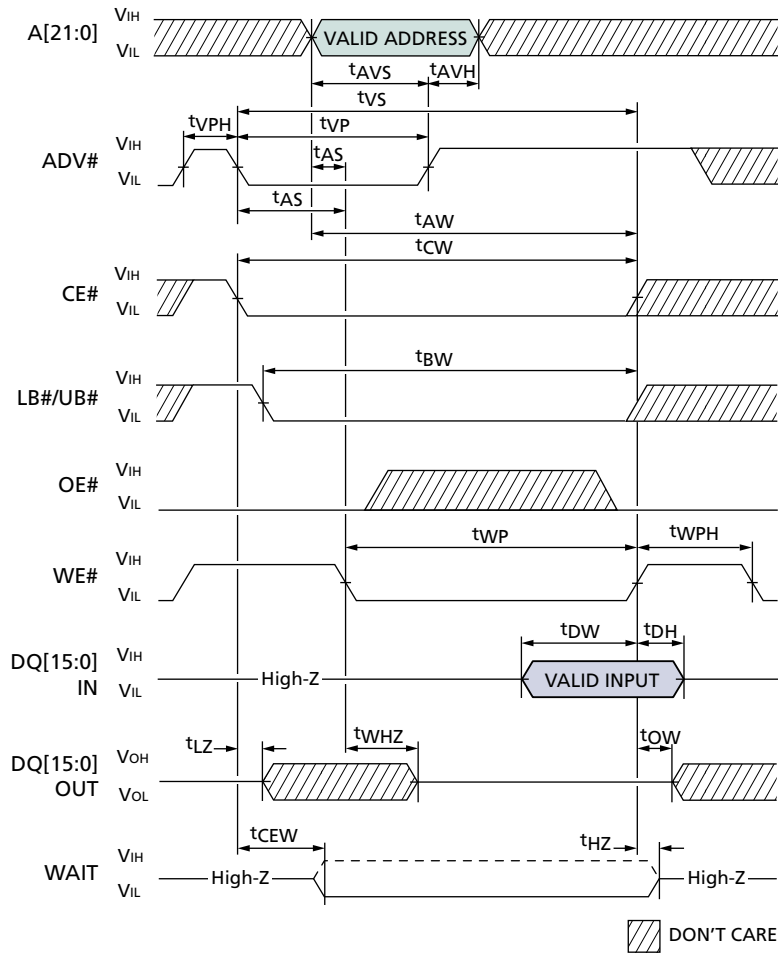 A[21:0]
VIH
VIL
VALID ADDRESS
tAVS
tAVH
tVS
tVPH
tVP
ADV#
VIH
VIL
tAS
tAS
tAW
tCW
CE#
VIH
VIL
tBW
LB#/UB#
VIH
VIL
OE#
VIH
VIL
tWP
tWPH
WE#
VIH
VIL
tDW
tDH
DQ[15:0]
IN
VIH
VIL
High-Z
VALID INPUT
tLZ
tWHZ
tOW
DQ[15:0]
OUT
VOH
VOL
tCEW
tHZ
WAIT
VIH
VIL
High-Z
High-Z
DON'T CARE